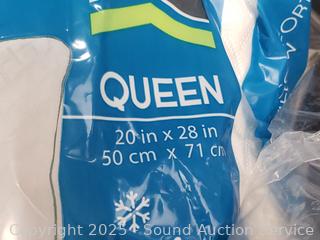 QUEEN
20 in x 28 in
50 cm x 71 cm
Copyright 2025 - Sound Auction Service